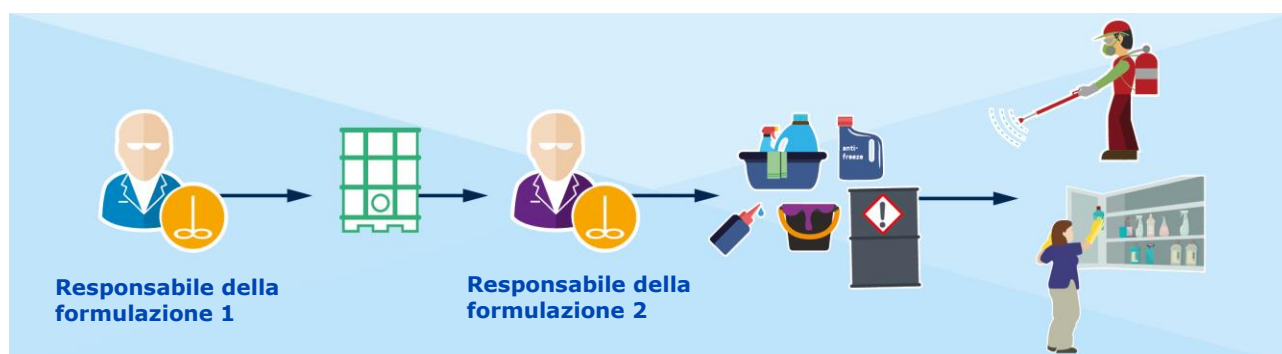 anti-
freeze
Responsabile della
formulazione 1
Responsabile della
formulazione 2